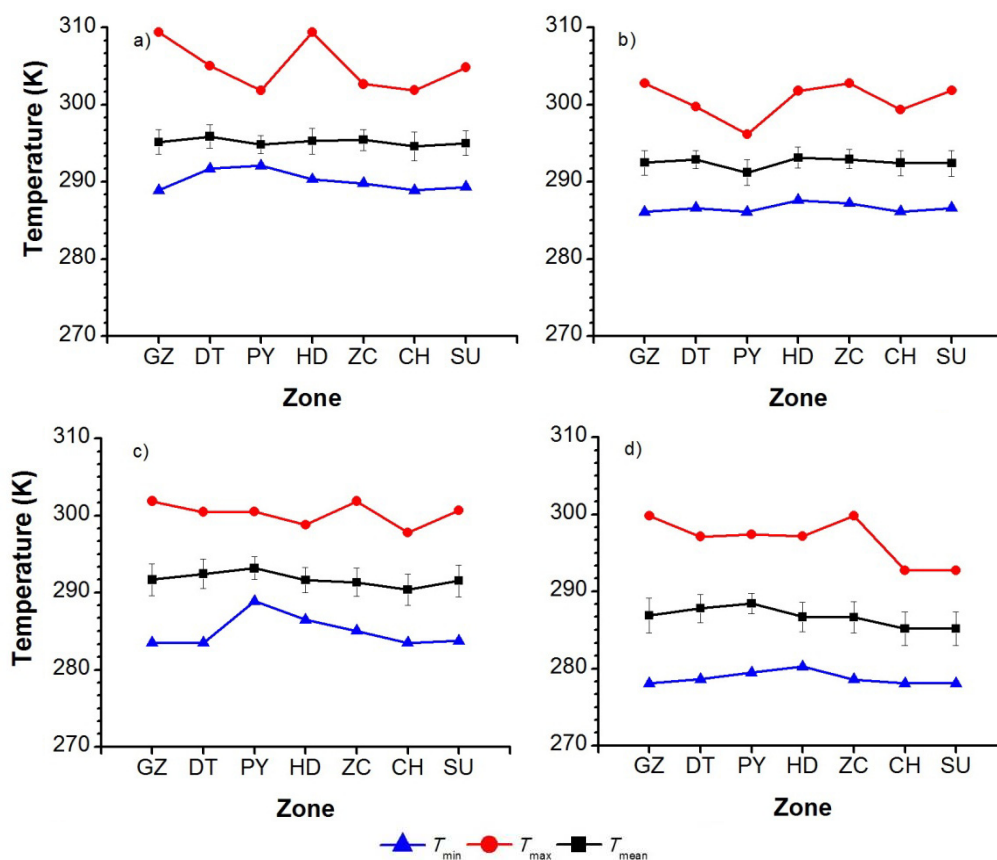 a)
Temperature (K)
310
300
290
280
270
GZ DT PY HD ZC CH SU
Zone
b)
310
300
290
280
270
GZ DT PY HD ZC CH SU
Zone
c)
Temperature (K)
310
300
290
280
270
GZ DT PY HD ZC CH SU
Zone
d)
310
300
290
280
270
GZ DT PY HD ZC CH SU
Zone
Tmin Tmax Tmean